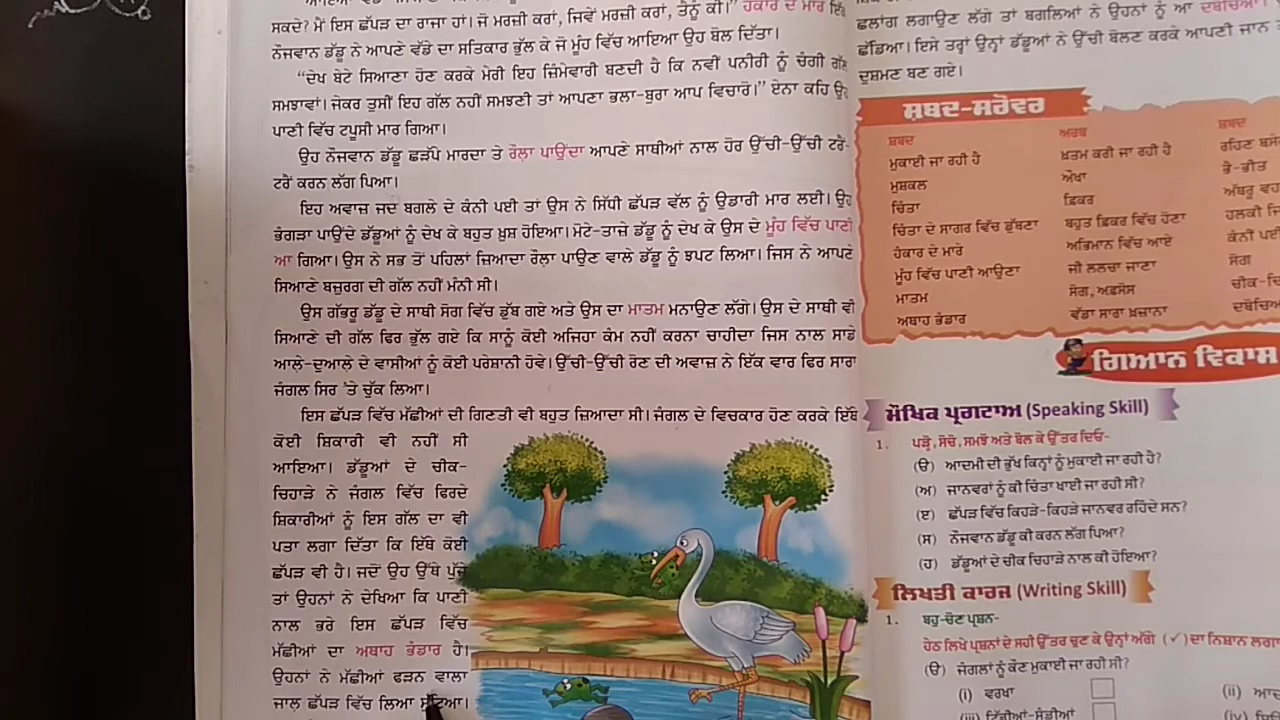 ਸਕਦੇ? ਮੈਂ ਇਸ ਛੱਪੜ ਦਾ ਰਾਜਾ ਹਾਂ। ਜੋ ਮਰਜ਼ੀ ਕਰਾਂ, ਜਿਵੇਂ ਮਰਜ਼ੀ ਕਰਾਂ, ਤੈਨੂੰ ਕੀ।” ਹੰਕਾਰ ਦੇ ਮਾਰੇ ਇੱਕ
ਨੌਜਵਾਨ ਡੱਡੂ ਨੇ ਆਪਣੇ ਵੱਡੇ ਦਾ ਸਤਿਕਾਰ ਭੁੱਲ ਕੇ ਜੋ ਮੂੰਹ ਵਿੱਚ ਆਇਆ ਉਹ ਬੋਲ ਦਿੱਤਾ।
“ਦੇਖ ਬੇਟੇ ਸਿਆਣਾ ਹੋਣ ਕਰਕੇ ਮੇਰੀ ਇਹ ਜ਼ਿੰਮੇਵਾਰੀ ਬਣਦੀ ਹੈ ਕਿ ਨਵੀਂ ਪਨੀਰੀ ਨੂੰ ਚੰਗੀ ਗੱਲ
ਸਮਝਾਵਾਂ। ਜੇਕਰ ਤੁਸੀਂ ਇਹ ਗੱਲ ਨਹੀਂ ਸਮਝਣੀ ਤਾਂ ਆਪਣਾ ਭਲਾ-ਬੁਰਾ ਆਪ ਵਿਚਾਰੋ।” ਏਨਾ ਕਹਿ ਉਹ
ਪਾਣੀ ਵਿੱਚ ਟਪੂਸੀ ਮਾਰ ਗਿਆ।
ਉਹ ਨੌਜਵਾਨ ਡੱਡੂ ਛੜੱਪੇ ਮਾਰਦਾ ਤੇ ਰੌਲ਼ਾ ਪਾਉਂਦਾ ਆਪਣੇ ਸਾਥੀਆਂ ਨਾਲ ਹੋਰ ਉੱਚੀ-ਉੱਚੀ ਟਰੈਂ-
ਟਰੈਂ ਕਰਨ ਲੱਗ ਪਿਆ।
ਇਹ ਅਵਾਜ਼ ਜਦ ਬਗਲੇ ਦੇ ਕੰਨੀ ਪਈ ਤਾਂ ਉਸ ਨੇ ਸਿੱਧੀ ਛੱਪੜ ਵੱਲ ਨੂੰ ਉਡਾਰੀ ਮਾਰ ਲਈ। ਉਹ
ਭੰਗੜਾ ਪਾਉਂਦੇ ਡੱਡੂਆਂ ਨੂੰ ਦੇਖ ਕੇ ਬਹੁਤ ਖ਼ੁਸ਼ ਹੋਇਆ। ਮੋਟੇ-ਤਾਜ਼ੇ ਡੱਡੂ ਨੂੰ ਦੇਖ ਕੇ ਉਸ ਦੇ ਮੂੰਹ ਵਿੱਚ ਪਾਣੀ
ਆ ਗਿਆ। ਉਸ ਨੇ ਸਭ ਤੋਂ ਪਹਿਲਾਂ ਜ਼ਿਆਦਾ ਰੌਲ਼ਾ ਪਾਉਣ ਵਾਲੇ ਡੱਡੂ ਨੂੰ ਝਪਟ ਲਿਆ। ਜਿਸ ਨੇ ਆਪਣੇ
ਸਿਆਣੇ ਬਜ਼ੁਰਗ ਦੀ ਗੱਲ ਨਹੀਂ ਮੰਨੀ ਸੀ।
ਉਸ ਗੱਭਰੂ ਡੱਡੂ ਦੇ ਸਾਥੀ ਸੋਗ ਵਿੱਚ ਡੁੱਬ ਗਏ ਅਤੇ ਉਸ ਦਾ ਮਾਤਮ ਮਨਾਉਣ ਲੱਗੇ। ਉਸ ਦੇ ਸਾਥੀ ਵੀ
ਸਿਆਣੇ ਦੀ ਗੱਲ ਫਿਰ ਭੁੱਲ ਗਏ ਕਿ ਸਾਨੂੰ ਕੋਈ ਅਜਿਹਾ ਕੰਮ ਨਹੀਂ ਕਰਨਾ ਚਾਹੀਦਾ ਜਿਸ ਨਾਲ ਸਾਡੇ
ਆਲੇ-ਦੁਆਲੇ ਦੇ ਵਾਸੀਆਂ ਨੂੰ ਕੋਈ ਪਰੇਸ਼ਾਨੀ ਹੋਵੇ। ਉੱਚੀ-ਉੱਚੀ ਰੋਣ ਦੀ ਅਵਾਜ਼ ਨੇ ਇੱਕ ਵਾਰ ਫਿਰ ਸਾਰਾ
ਜੰਗਲ ਸਿਰ 'ਤੇ ਚੁੱਕ ਲਿਆ।
ਇਸ ਛੱਪੜ ਵਿੱਚ ਮੱਛੀਆਂ ਦੀ ਗਿਣਤੀ ਵੀ ਬਹੁਤ ਜ਼ਿਆਦਾ ਸੀ। ਜੰਗਲ ਦੇ ਵਿਚਕਾਰ ਹੋਣ ਕਰਕੇ ਇੱਥੇ
ਕੋਈ ਸ਼ਿਕਾਰੀ ਵੀ ਨਹੀਂ ਸੀ
ਆਇਆ। ਡੱਡੂਆਂ ਦੇ ਚੀਕ-
ਚਿਹਾੜੇ ਨੇ ਜੰਗਲ ਵਿੱਚ ਫਿਰਦੇ
ਸ਼ਿਕਾਰੀਆਂ ਨੂੰ ਇਸ ਗੱਲ ਦਾ ਵੀ
ਪਤਾ ਲਗਾ ਦਿੱਤਾ ਕਿ ਇੱਥੇ ਕੋਈ
ਛੱਪੜ ਵੀ ਹੈ। ਜਦੋਂ ਉਹ ਉੱਥੇ ਪੁੱਜੇ
ਤਾਂ ਉਹਨਾਂ ਨੇ ਦੇਖਿਆ ਕਿ ਪਾਣੀ
ਨਾਲ ਭਰੇ ਇਸ ਛੱਪੜ ਵਿੱਚ
ਮੱਛੀਆਂ ਦਾ ਅਥਾਹ ਭੰਡਾਰ ਹੈ।
ਉਹਨਾਂ ਨੇ ਮੱਛੀਆਂ ਫੜਨ ਵਾਲਾ
ਜਾਲ ਛੱਪੜ ਵਿੱਚ ਲਿਆ ਸੁੱਟਿਆ।
ਛਲਾਂਗ ਲਗਾਉਣ ਲੱਗੇ ਤਾਂ ਬਗਲਿਆਂ ਨੇ ਉਹਨਾਂ ਨੂੰ ਆ ਦਬੋਚਿਆ।
ਛੱਡਿਆ। ਇਸੇ ਤਰ੍ਹਾਂ ਉਨ੍ਹਾਂ ਡੱਡੂਆਂ ਨੇ ਉੱਚੀ ਬੋਲਣ ਕਰਕੇ ਆਪਣੀ ਜਾਨ
ਦੁਸ਼ਮਣ ਬਣ ਗਏ।
ਸ਼ਬਦ-ਸਰੋਵਰ
ਸ਼ਬਦ ਅਰਥ ਸ਼ਬਦ
ਮੁਕਾਈ ਜਾ ਰਹੀ ਹੈ ਖ਼ਤਮ ਕਰੀ ਜਾ ਰਹੀ ਹੈ ਰਹਿਣ
ਮੁਸ਼ਕਲ ਔਖਾ ਭੈ-ਭੀਤ
ਚਿੰਤਾ ਫ਼ਿਕਰ ਅੱਥਰੂ
ਚਿੰਤਾ ਦੇ ਸਾਗਰ ਵਿੱਚ ਡੁੱਬਣਾ ਬਹੁਤ ਫ਼ਿਕਰ ਵਿੱਚ ਹੋਣਾ ਹਲਕੀ
ਹੰਕਾਰ ਦੇ ਮਾਰੇ ਅਭਿਮਾਨ ਵਿੱਚ ਆਏ ਕੰਨੀਂ ਪਈ
ਮੂੰਹ ਵਿੱਚ ਪਾਣੀ ਆਉਣਾ ਜੀ ਲਲਚਾ ਜਾਣਾ ਸੋਗ
ਮਾਤਮ ਸੋਗ, ਅਫ਼ਸੋਸ
ਅਥਾਹ ਭੰਡਾਰ ਵੱਡਾ ਸਾਰਾ ਖ਼ਜ਼ਾਨਾ
ਗਿਆਨ ਵਿਕਾਸ
ਮੌਖਿਕ ਪ੍ਰਗਟਾਅ (Speaking Skill)
1. ਪੜ੍ਹੋ, ਸੋਚੋ, ਸਮਝੋ ਅਤੇ ਬੋਲ ਕੇ ਉੱਤਰ ਦਿਓ-
(ੳ) ਆਦਮੀ ਦੀ ਭੁੱਖ ਕਿਨ੍ਹਾਂ ਨੂੰ ਮੁਕਾਈ ਜਾ ਰਹੀ ਹੈ?
(ਅ) ਜਾਨਵਰਾਂ ਨੂੰ ਕੀ ਚਿੰਤਾ ਖਾਈ ਜਾ ਰਹੀ ਸੀ?
(ੲ) ਛੱਪੜ ਵਿੱਚ ਕਿਹੜੇ-ਕਿਹੜੇ ਜਾਨਵਰ ਰਹਿੰਦੇ ਸਨ?
(ਸ) ਨੌਜਵਾਨ ਡੱਡੂ ਕੀ ਕਰਨ ਲੱਗ ਪਿਆ?
(ਹ) ਡੱਡੂਆਂ ਦੇ ਚੀਕ ਚਿਹਾੜੇ ਨਾਲ ਕੀ ਹੋਇਆ?
ਲਿਖਤੀ ਕਾਰਜ (Writing Skill)
1. ਬਹੁ-ਚੋਣ ਪ੍ਰਸ਼ਨ-
ਹੇਠ ਲਿਖੇ ਪ੍ਰਸ਼ਨਾਂ ਦੇ ਸਹੀ ਉੱਤਰ ਚੁਣ ਕੇ ਉਨ੍ਹਾਂ ਅੱਗੇ (✓) ਦਾ ਨਿਸ਼ਾਨ
(ੳ) ਜੰਗਲਾਂ ਨੂੰ ਕੌਣ ਮੁਕਾਈ ਜਾ ਰਹੀ ਸੀ?
(i) ਵਰਖਾ (ii)